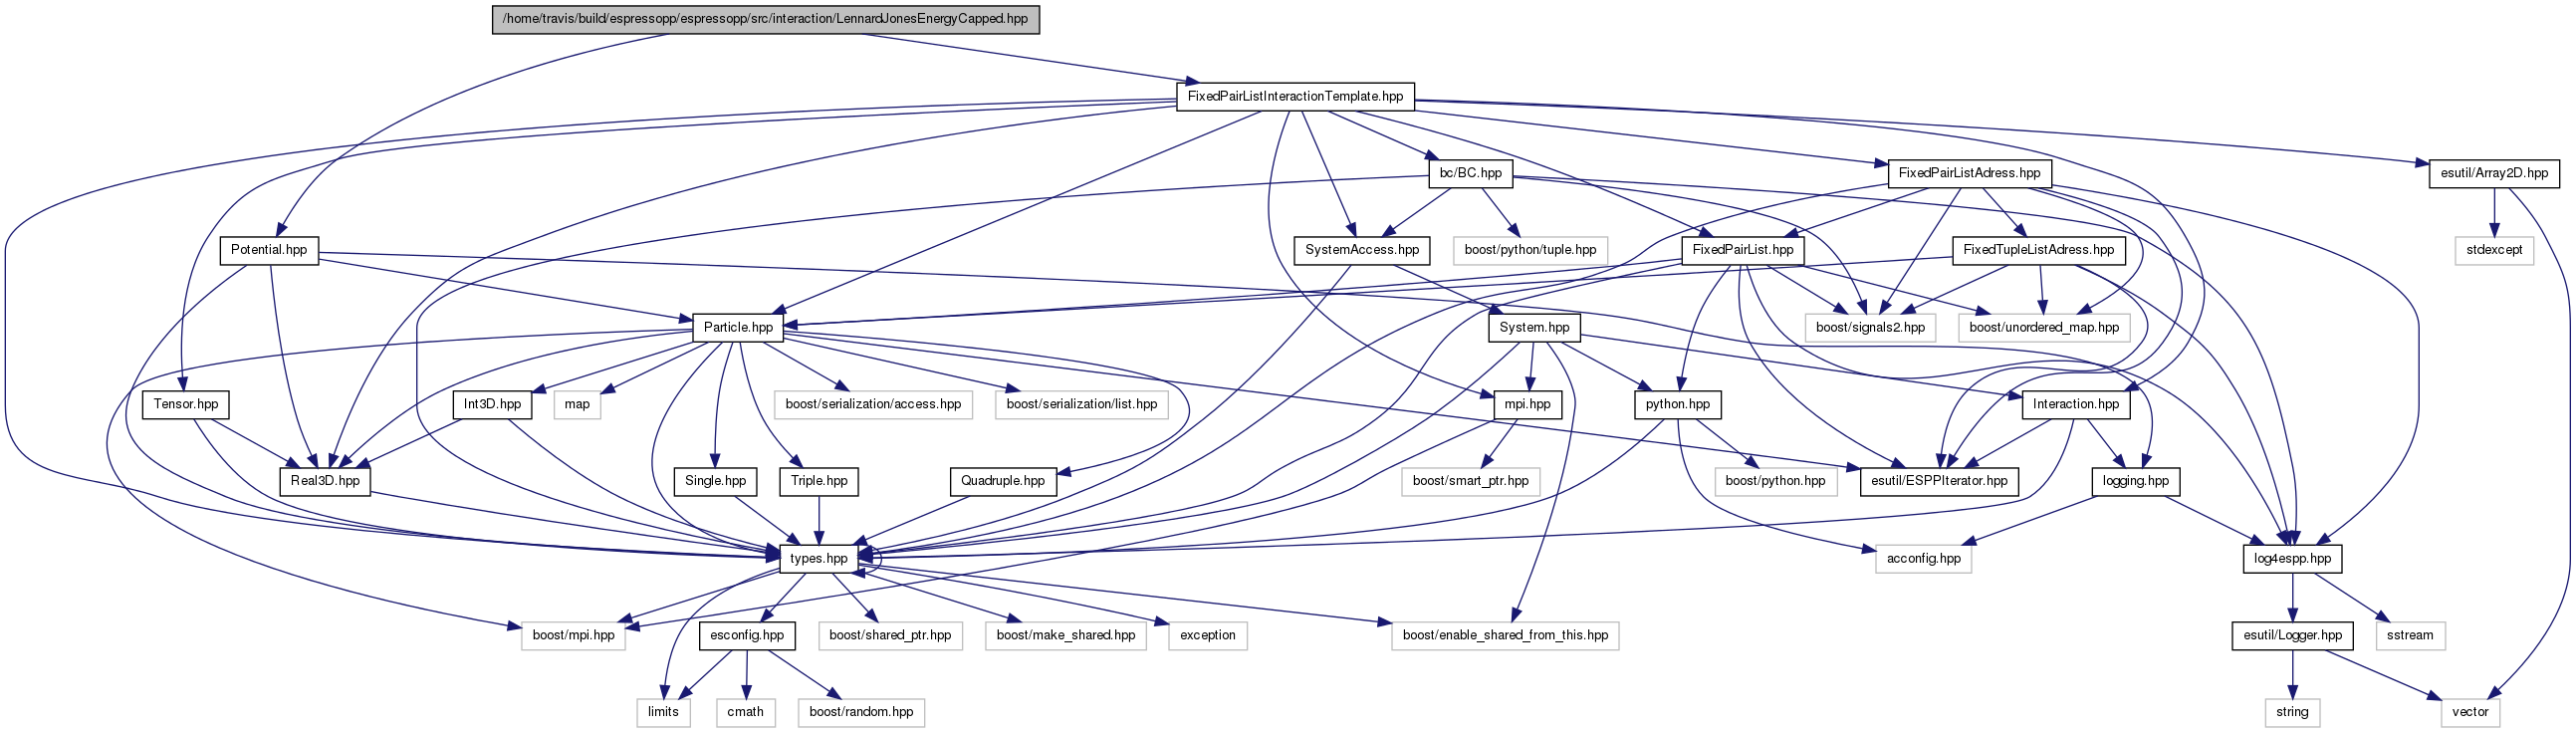 /home/travis/build/espressopp/espressopp/src/interaction/LennardJonesEnergyCapped.hpp
FixedPairListInteractionTemplate.hpp
bc/BC.hpp
FixedPairListAdress.hpp
esutil/Array2D.hpp
Potential.hpp
SystemAccess.hpp
boost/python/tuple.hpp
FixedPairList.hpp
FixedTupleListAdress.hpp
stdexcept
Particle.hpp
System.hpp
boost/signals2.hpp
boost/unordered_map.hpp
Tensor.hpp
Int3D.hpp
map
boost/serialization/access.hpp
boost/serialization/list.hpp
mpi.hpp
python.hpp
Interaction.hpp
Real3D.hpp
Single.hpp
Triple.hpp
Quadruple.hpp
boost/smart_ptr.hpp
boost/python.hpp
esutil/ESPPIterator.hpp
logging.hpp
types.hpp
acconfig.hpp
log4espp.hpp
boost/mpi.hpp
esconfig.hpp
boost/shared_ptr.hpp
boost/make_shared.hpp
exception
boost/enable_shared_from_this.hpp
esutil/Logger.hpp
sstream
limits
cmath
boost/random.hpp
string
vector